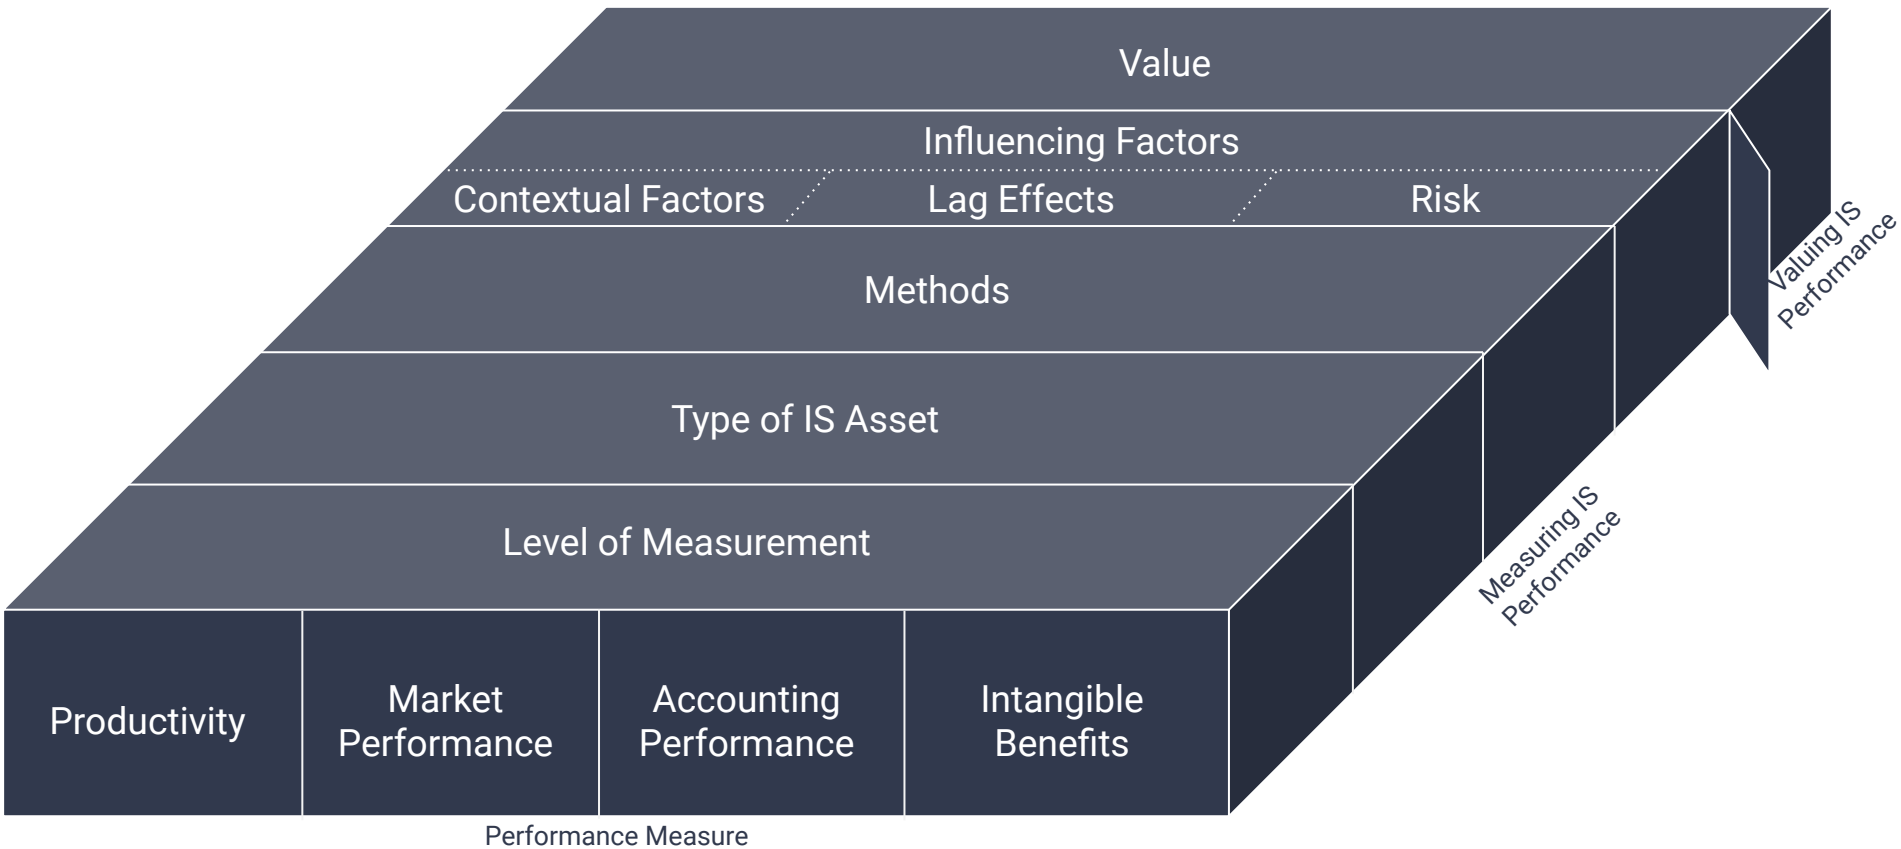 Value
Influencing Factors
Contextual Factors
Lag Effects
Risk
Methods
Type of IS Asset
Level of Measurement
Productivity
Market
Performance
Accounting
Performance
Intangible
Benefits
Performance Measure
Measuring IS
Performance
Valuing IS
Performance